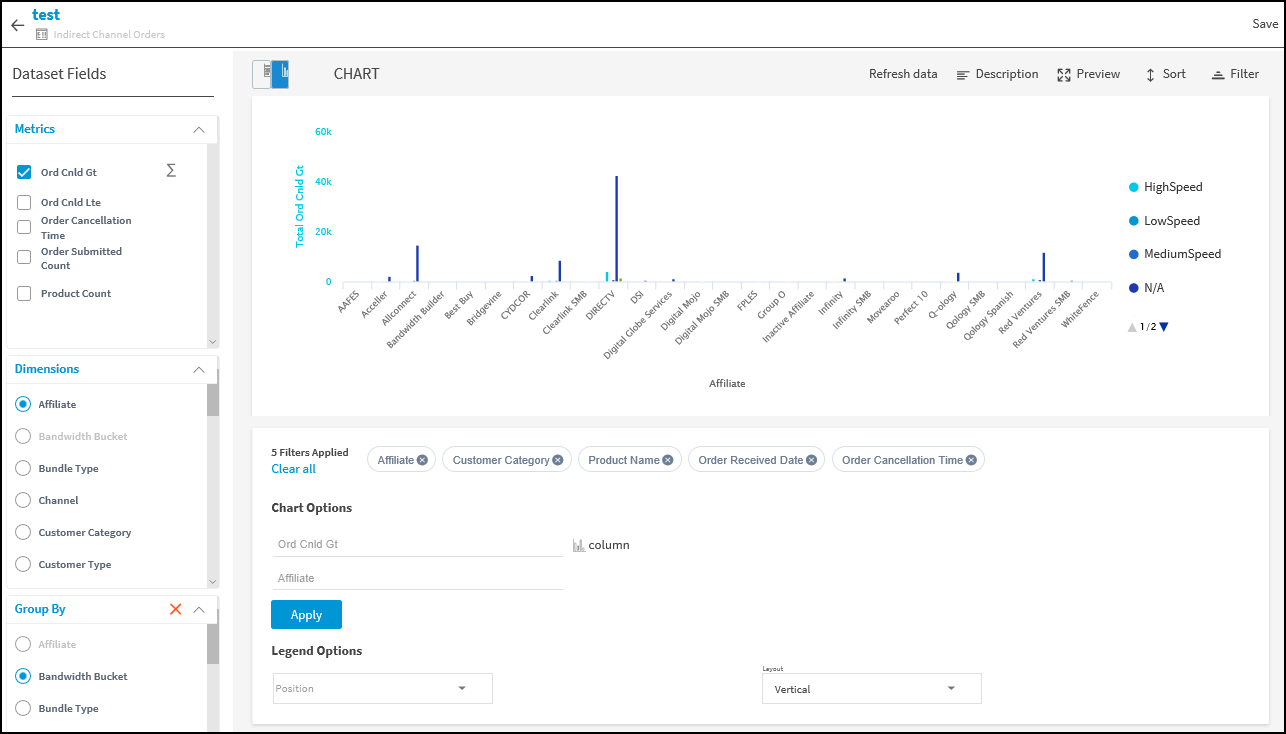 test
Indirect Channel Orders
Save
Dataset Fields
CHART
Refresh data
Description
Preview
Sort
Filter
Metrics
Ord Cnld Gt
Σ
Ord Cnld Lte
Order Cancellation
Time
Order Submitted
Count
Product Count
Dimensions
Affiliate
Bandwidth Bucket
Bundle Type
Channel
Customer Category
Customer Type
Group By
Affiliate
Bandwidth Bucket
Bundle Type
Total Ord Cnld Gt
60k
40k
20k
0
AAFES
Acceller
Allconnect
Bandwidth Builder
Best Buy
Bridgevine
CYDCOR
Clearlink
Clearlink SMB
DIRECTV
DSI
Digital Globe Services
Digital Mojo
Digital Mojo SMB
FPLES
Group O
Inactive Affiliate
Infinity
Infinity SMB
Movearoo
Perfect 10
Q-ology
Qology SMB
Qology Spanish
Red Ventures
Red Ventures SMB
Whitefence
Affiliate
HighSpeed
LowSpeed
MediumSpeed
N/A
1/2
5 Filters Applied
Clear all
Affiliate
Customer Category
Product Name
Order Received Date
Order Cancellation Time
Chart Options
Ord Cnld Gt
column
Affiliate
Apply
Legend Options
Position
Layout
Vertical